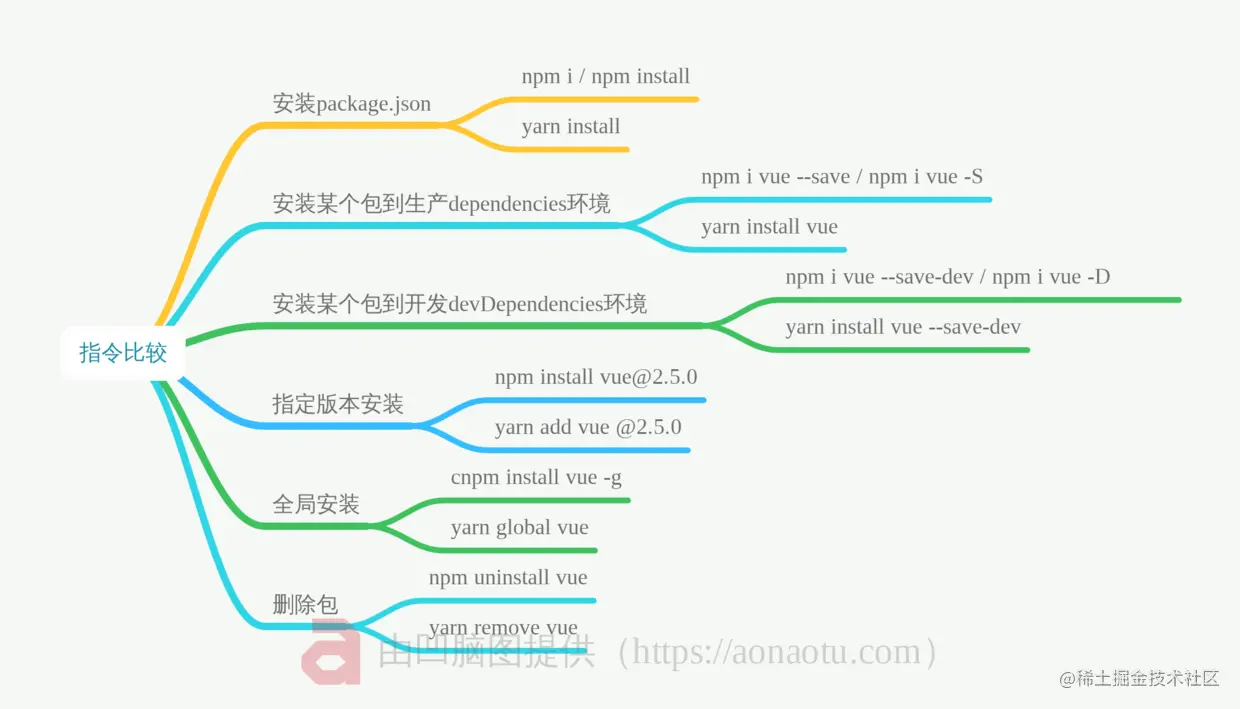 指令比较
安装package.json
npm i / npm install
yarn install
安装某个包到生产dependencies环境
npm i vue --save / npm i vue -S
yarn install vue
安装某个包到开发devDependencies环境
npm i vue --save-dev / npm i vue -D
yarn install vue --save-dev
指定版本安装
npm install vue@2.5.0
yarn add vue @2.5.0
全局安装
cnpm install vue -g
yarn global vue
删除包
npm uninstall vue
yarn remove vue
由凹脑图提供（https://aonaotu.com）
@稀土掘金技术社区